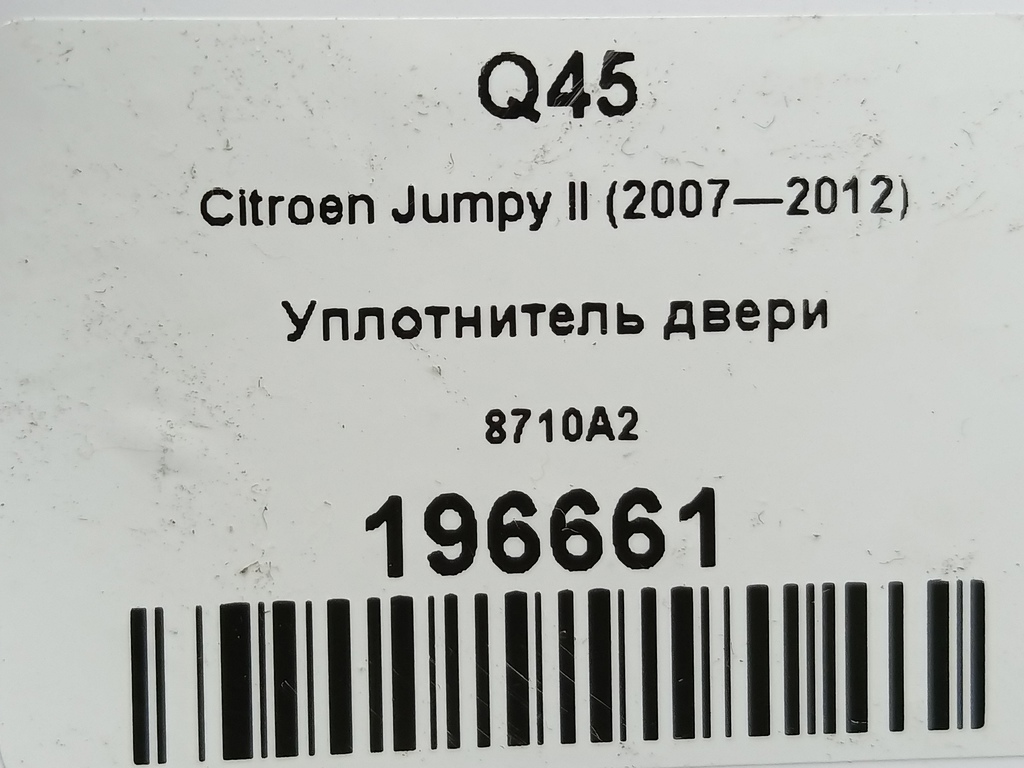 Q45
Citroen Jumpy II (2007—2012)
Уплотнитель двери
8710A2
196661